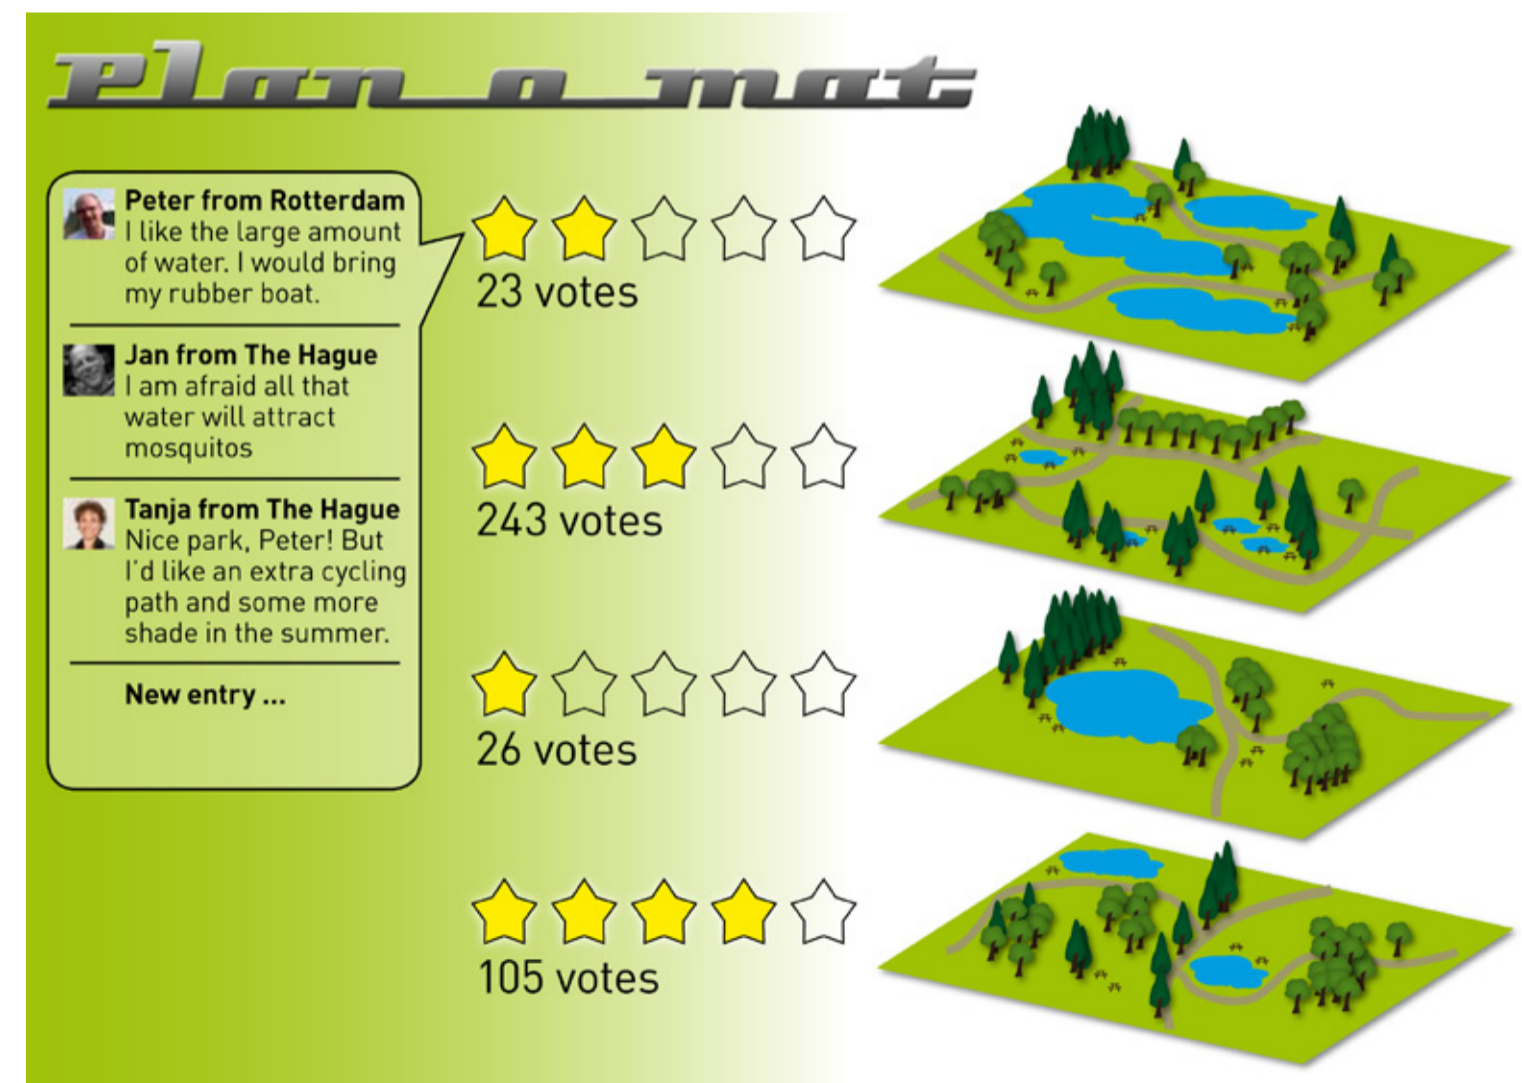 Plan o mat
Peter from Rotterdam
I like the large amount
of water. I would bring
my rubber boat.
Jan from The Hague
I am afraid all that
water will attract
mosquitos
Tanja from The Hague
Nice park, Peter! But
I'd like an extra cycling
path and some more
shade in the summer.
New entry ...
23 votes
243 votes
26 votes
105 votes